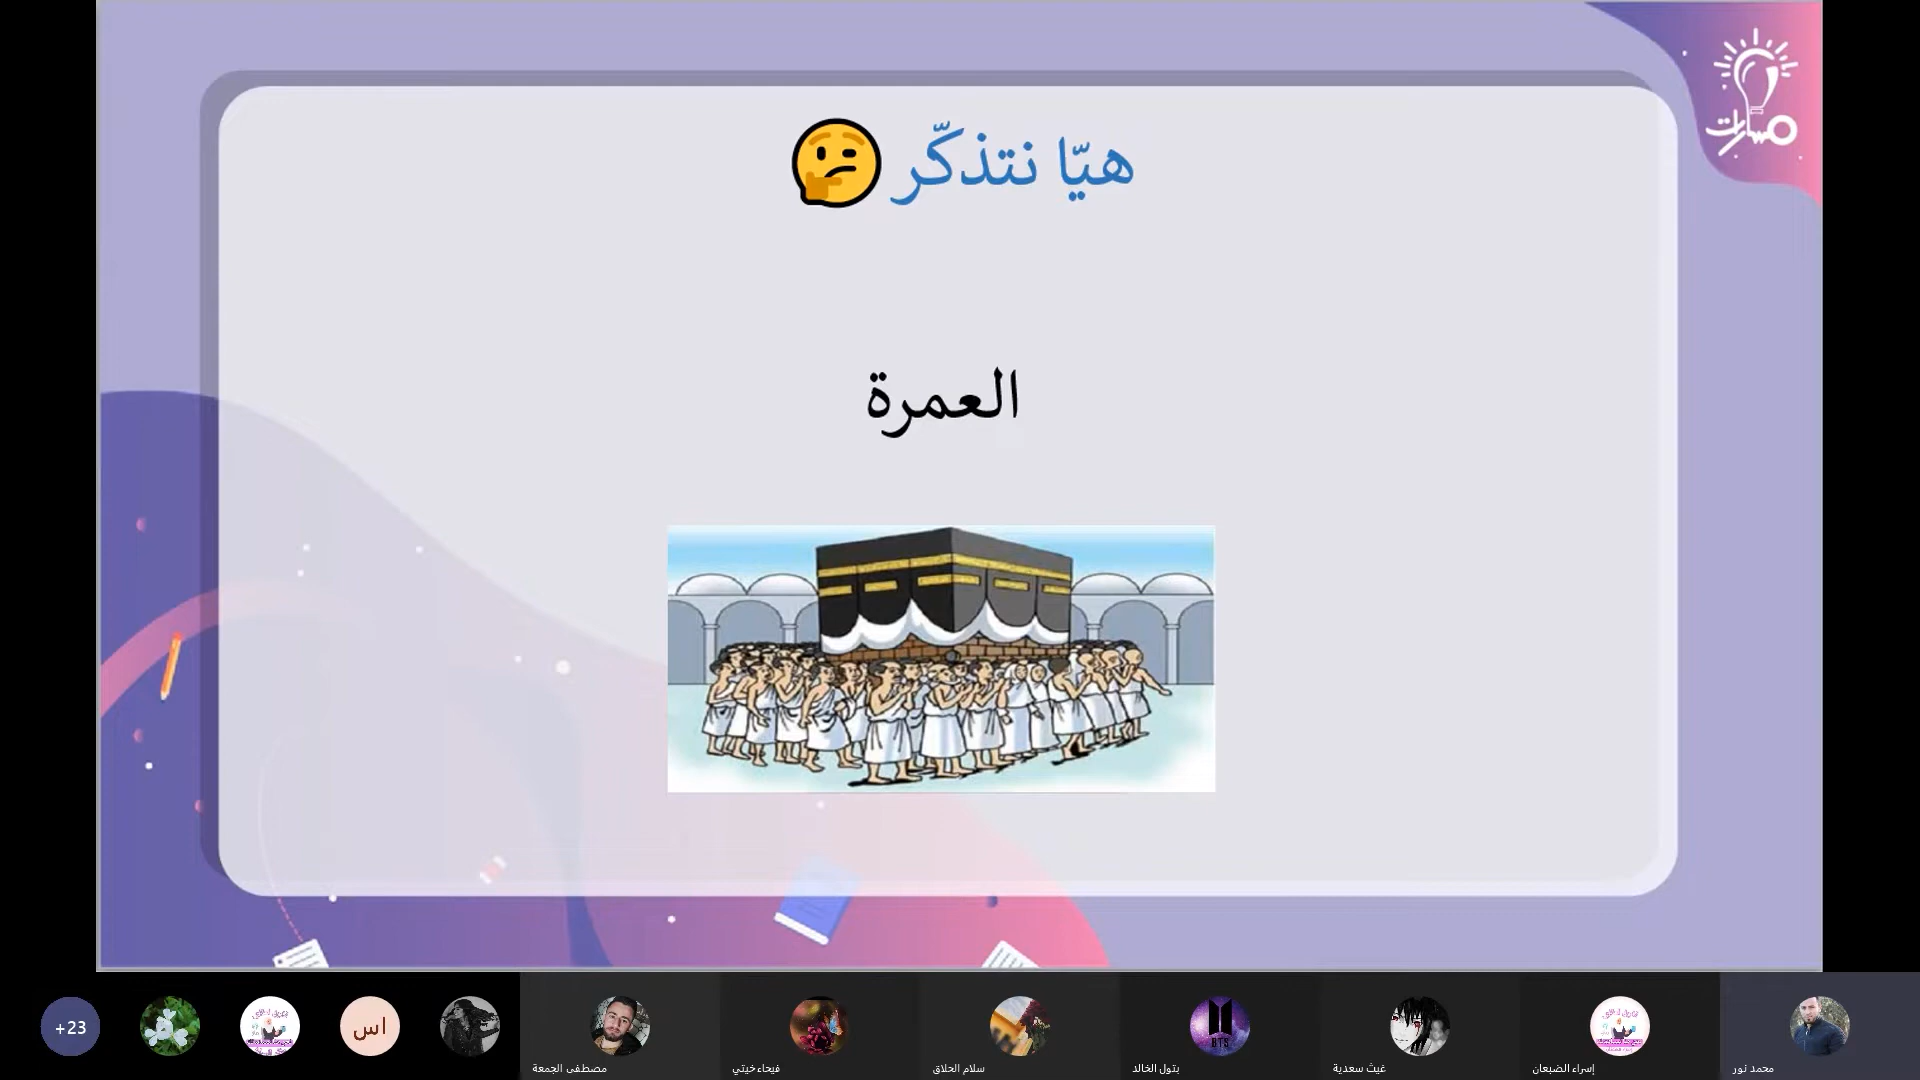 مسارات
هيّا نتذكّر
العمرة
+23
اس
مصطفى الجمعة
فيحاء خيتي
سلام الحلاق
BTS
بتول الخالد
غيث سعدية
إسراء الضبعان
محمد نور